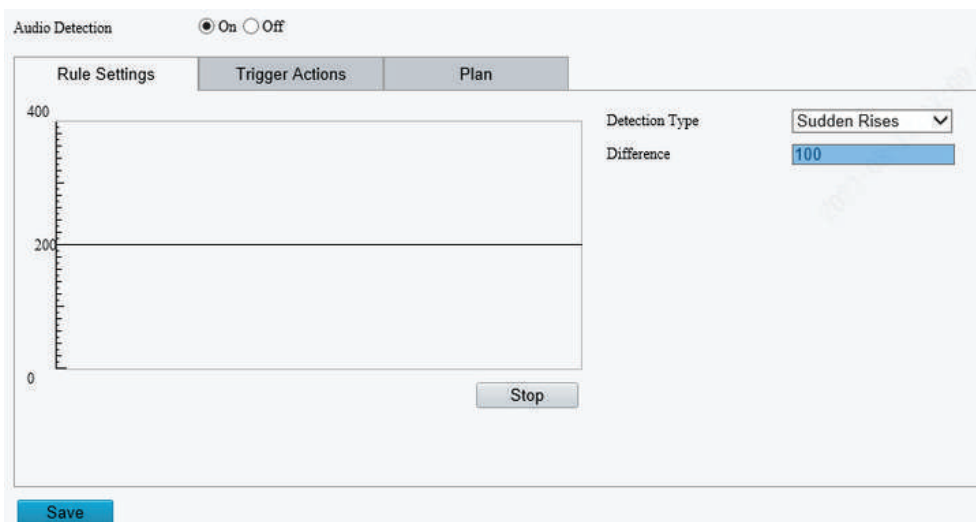 Audio Detection On Off
Rule Settings Trigger Actions Plan
400
Detection Type Sudden Rises
Difference 100
200
0
Stop
Save